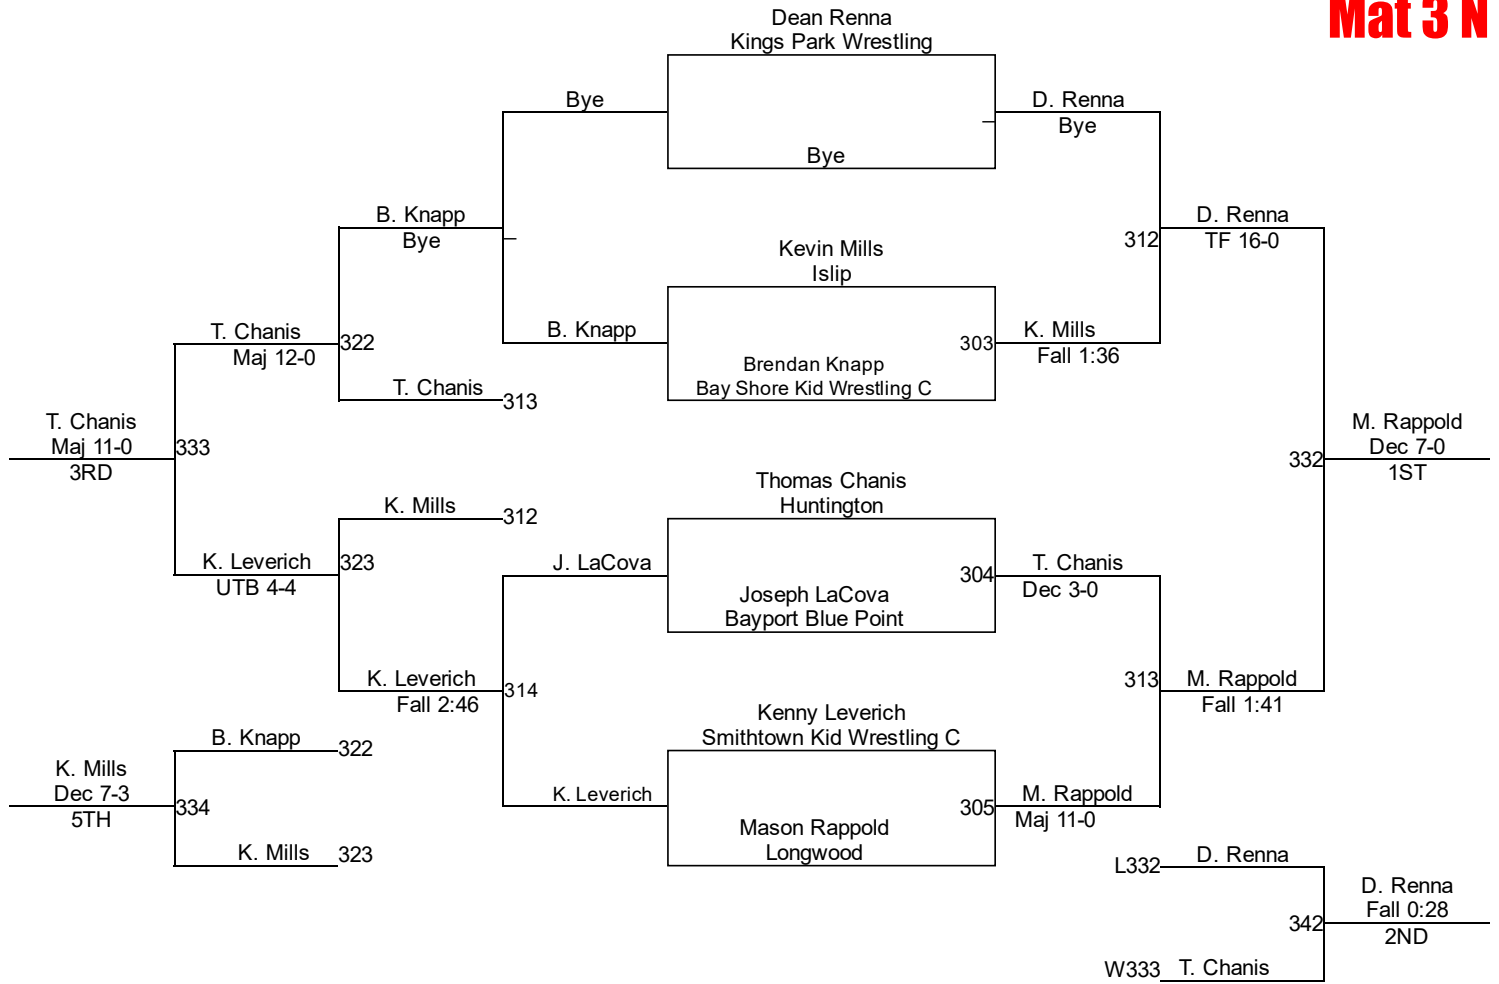 Mat 3 N
Dean Renna
Kings Park Wrestling
Bye
Bye
D. Renna
Bye
B. Knapp
Bye
Kevin Mills
Islip
312
D. Renna
TF 16-0
T. Chanis
Maj 12-0
322
B. Knapp
Brendan Knapp
Bay Shore Kid Wrestling C
303
K. Mills
Fall 1:36
T. Chanis
313
T. Chanis
Maj 11-0
3RD
333
332
M. Rappold
Dec 7-0
1ST
K. Mills
312
Thomas Chanis
Huntington
K. Leverich
UTB 4-4
323
J. LaCova
Joseph LaCova
Bayport Blue Point
304
T. Chanis
Dec 3-0
K. Leverich
Fall 2:46
314
313
M. Rappold
Fall 1:41
Kenny Leverich
Smithtown Kid Wrestling C
B. Knapp
322
K. Mills
Dec 7-3
5TH
334
K. Leverich
Mason Rappold
Longwood
305
M. Rappold
Maj 11-0
K. Mills
323
L332
D. Renna
342
D. Renna
Fall 0:28
2ND
W333
T. Chanis